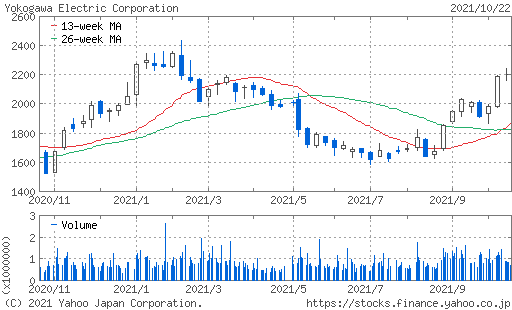 Yokogawa Electric Corporation 2021/10/22
2600
13-week MA
26-week MA
2400
2200
2000
1800
1600
1400
2020/11 2021/1 2021/3 2021/5 2021/7 2021/9
3
Volume
2
1
0
(x1000000)
2020/11 2021/1 2021/3 2021/5 2021/7 2021/9
(C) 2021 Yahoo Japan Corporation. https://stocks.finance.yahoo.co.jp/